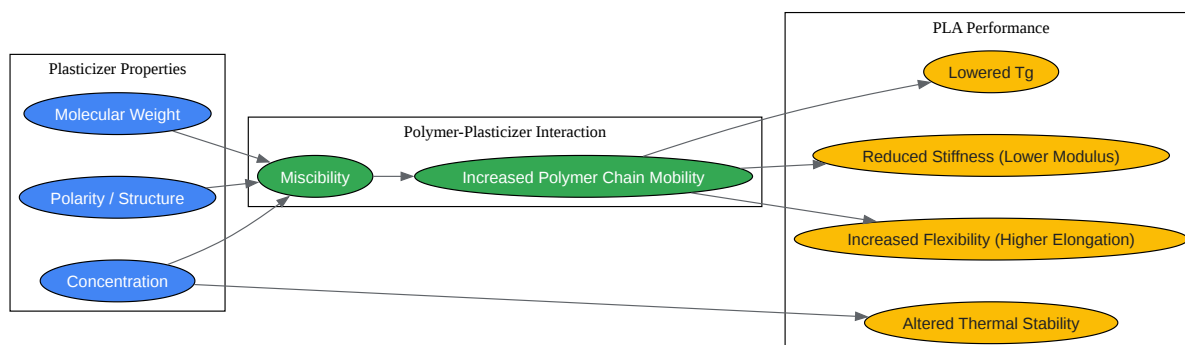 Plasticizer Properties
Molecular Weight
Polarity / Structure
Concentration
Polymer-Plasticizer Interaction
Miscibility
Increased Polymer Chain Mobility
PLA Performance
Lowered Tg
Reduced Stiffness (Lower Modulus)
Increased Flexibility (Higher Elongation)
Altered Thermal Stability